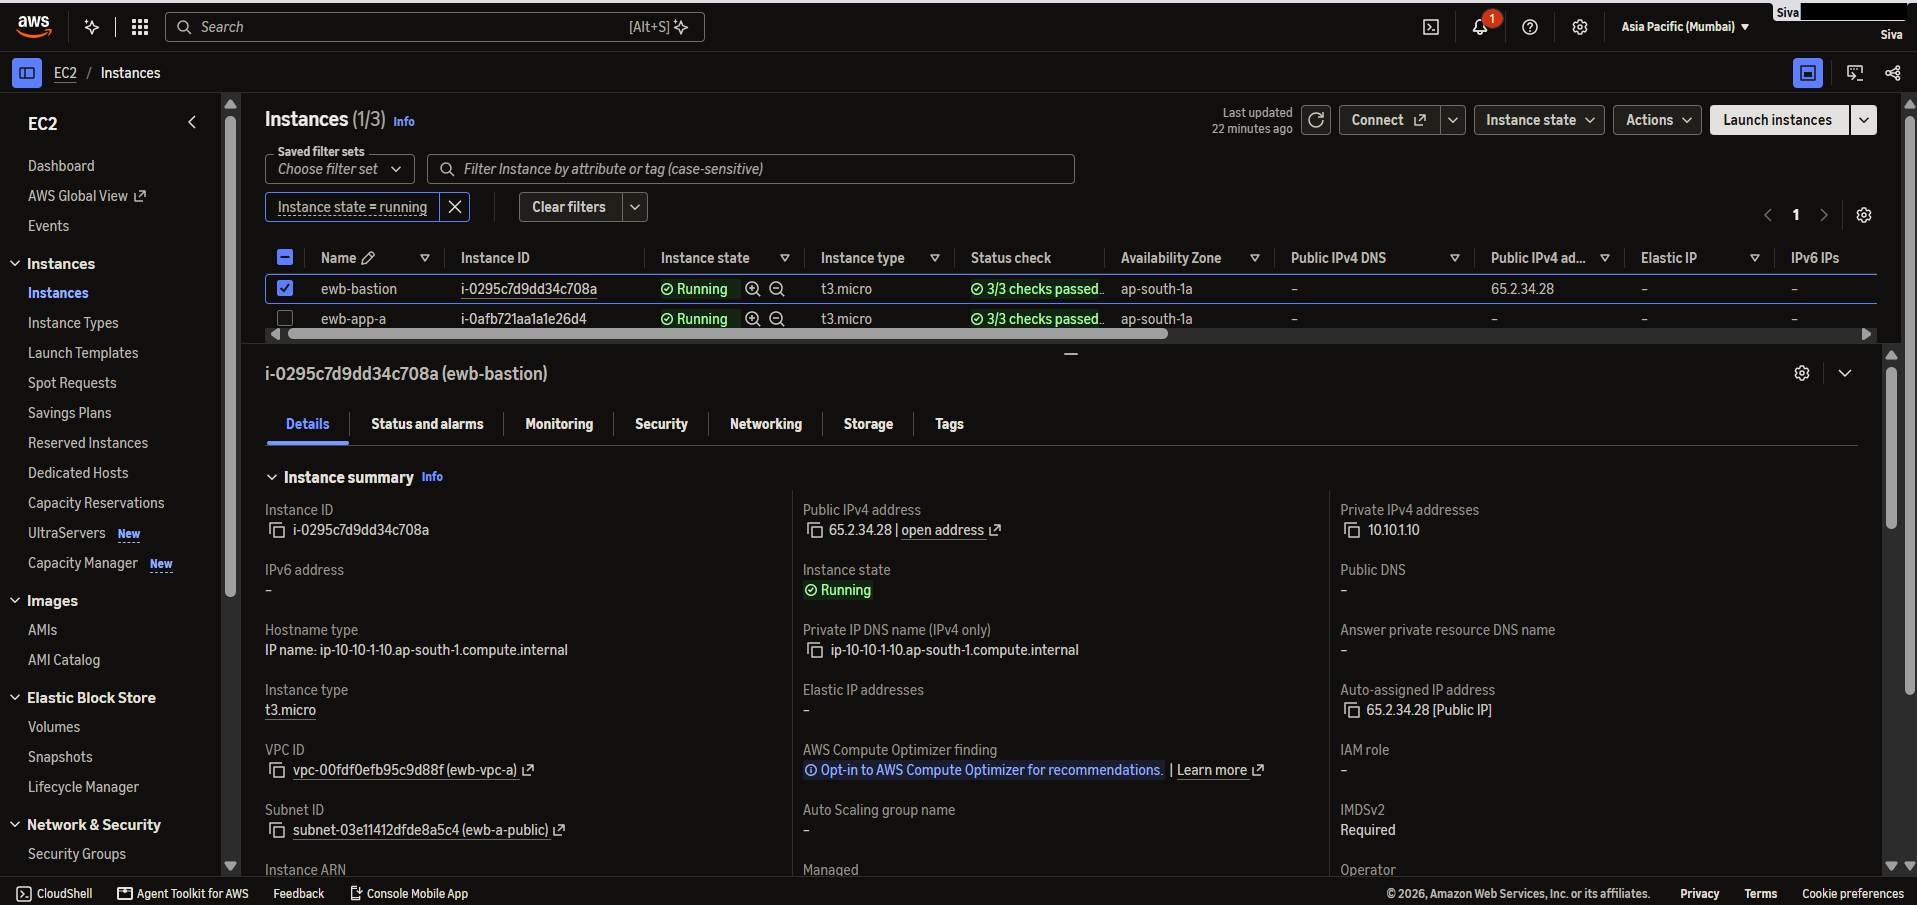 aws
Search [Alt+S]
1
Asia Pacific (Mumbai)
Siva
Siva
EC2 / Instances
EC2
Dashboard
AWS Global View
Events
Instances
Instances
Instance Types
Launch Templates
Spot Requests
Savings Plans
Reserved Instances
Dedicated Hosts
Capacity Reservations
UltraServers New
Capacity Manager New
Images
AMIs
AMI Catalog
Elastic Block Store
Volumes
Snapshots
Lifecycle Manager
Network & Security
Security Groups
Instances (1/3) Info
Last updated
22 minutes ago
Connect
Instance state
Actions
Launch instances
Saved filter sets
Choose filter set
Filter Instance by attribute or tag (case-sensitive)
Instance state = running
Clear filters
1
Name Instance ID Instance state Instance type Status check Availability Zone Public IPv4 DNS Public IPv4 ad... Elastic IP IPv6 IPs
ewb-bastion i-0295c7d9dd34c708a Running t3.micro 3/3 checks passed.. ap-south-1a – 65.2.34.28 – –
ewb-app-a i-0afb721aa1a1e26d4 Running t3.micro 3/3 checks passed.. ap-south-1a – – – –
i-0295c7d9dd34c708a (ewb-bastion)
Details Status and alarms Monitoring Security Networking Storage Tags
Instance summary Info
Instance ID
i-0295c7d9dd34c708a
IPv6 address
–
Hostname type
IP name: ip-10-10-1-10.ap-south-1.compute.internal
Instance type
t3.micro
VPC ID
vpc-00fdf0efb95c9d88f (ewb-vpc-a)
Subnet ID
subnet-03e11412dfde8a5c4 (ewb-a-public)
Instance ARN
Public IPv4 address
65.2.34.28 | open address
Instance state
Running
Private IP DNS name (IPv4 only)
ip-10-10-1-10.ap-south-1.compute.internal
Elastic IP addresses
–
AWS Compute Optimizer finding
Opt-in to AWS Compute Optimizer for recommendations. | Learn more
Auto Scaling group name
–
Managed
Private IPv4 addresses
10.10.1.10
Public DNS
–
Answer private resource DNS name
–
Auto-assigned IP address
65.2.34.28 [Public IP]
IAM role
–
IMDSv2
Required
Operator
CloudShell Agent Toolkit for AWS Feedback Console Mobile App
© 2026, Amazon Web Services, Inc. or its affiliates. Privacy Terms Cookie preferences